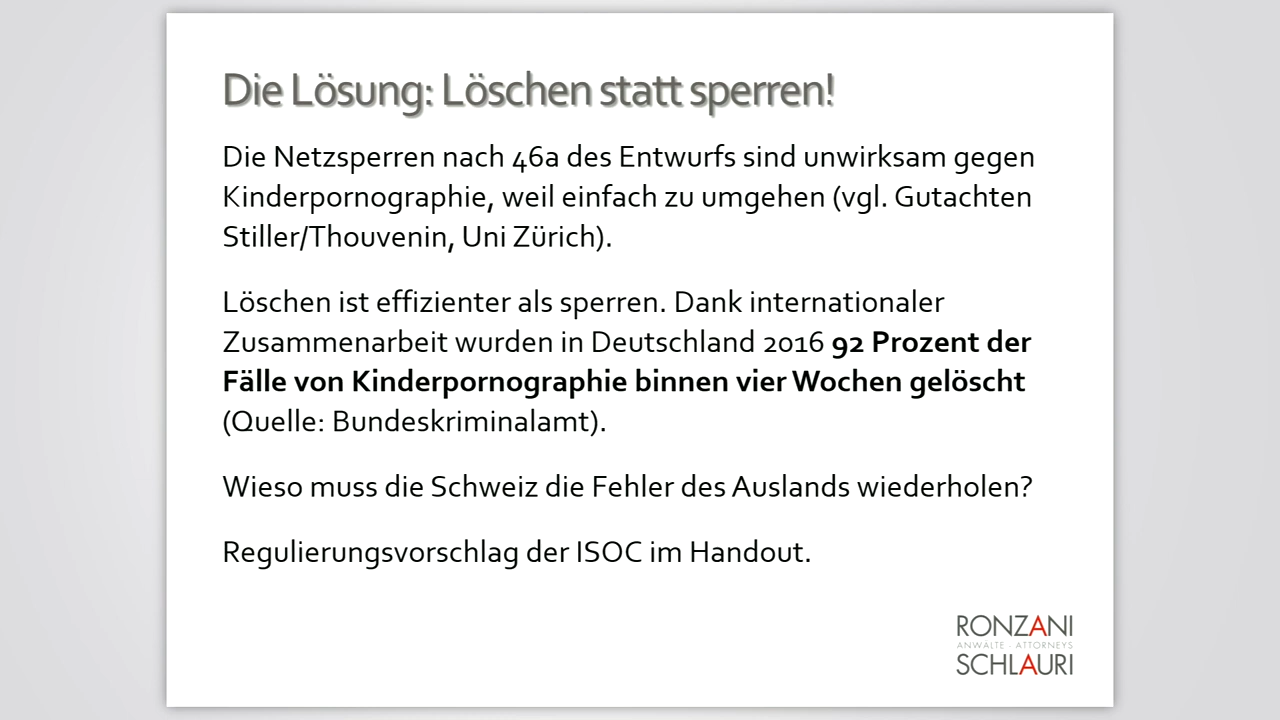 Die Lösung: Löschen statt sperren!
Die Netzsperren nach 46a des Entwurfs sind unwirksam gegen
Kinderpornographie, weil einfach zu umgehen (vgl. Gutachten
Stiller/Thouvenin, Uni Zürich).
Löschen ist effizienter als sperren. Dank internationaler
Zusammenarbeit wurden in Deutschland 2016 92 Prozent der
Fälle von Kinderpornographie binnen vier Wochen gelöscht
(Quelle: Bundeskriminalamt).
Wieso muss die Schweiz die Fehler des Auslands wiederholen?
Regulierungsvorschlag der ISOC im Handout.
RONZANI
ANWÄLTE - ATTORNEYS
SCHLAURI